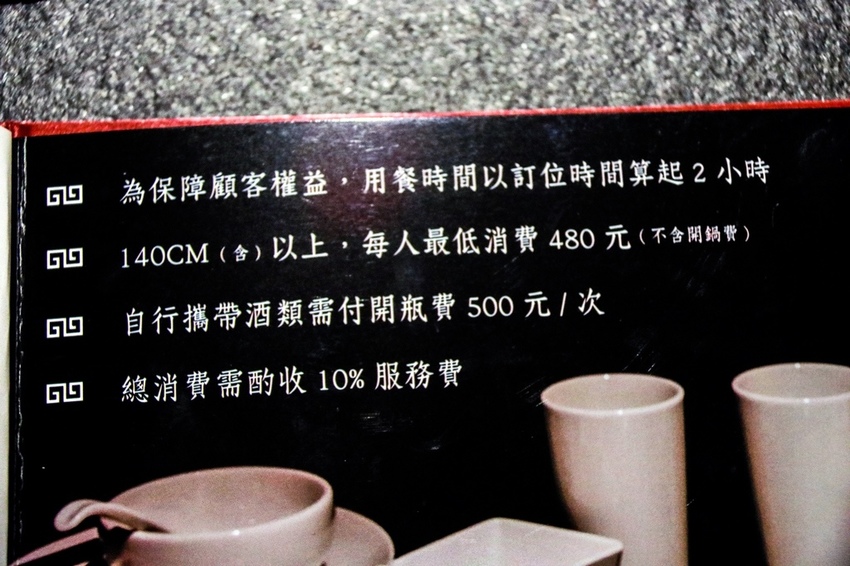 為保障顧客權益，用餐時間以訂位時間算起 2 小時
140CM（含）以上，每人最低消費 480 元（不含開鍋費）
自行攜帶酒類需付開瓶費 500 元 / 次
總消費需酌收 10% 服務費